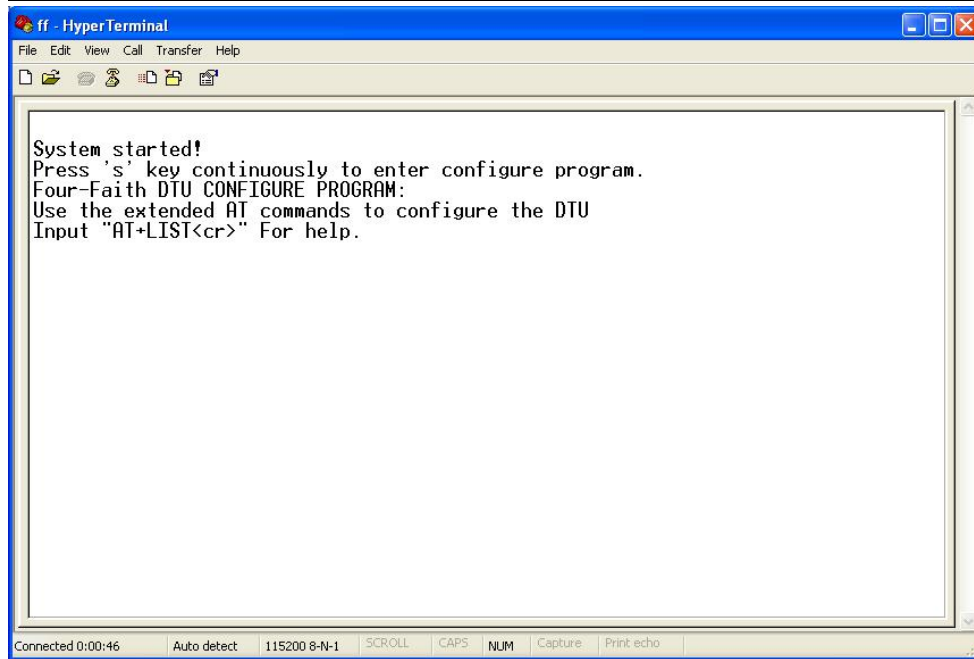 ff - HyperTerminal
File Edit View Call Transfer Help
System started!
Press 's' key continuously to enter configure program.
Four-Faith DTU CONFIGURE PROGRAM:
Use the extended AT commands to configure the DTU
Input "AT+LIST<cr>" For help.
Connected 0:00:46 Auto detect 115200 8-N-1 SCROLL CAPS NUM Capture Print echo